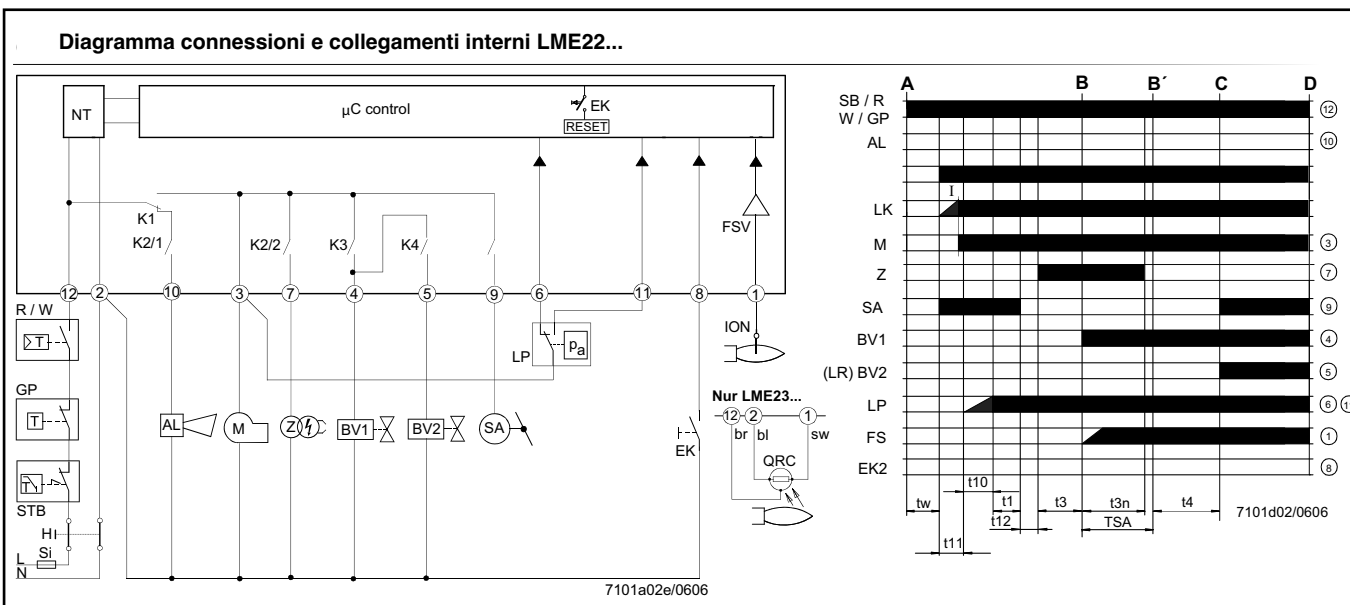 Diagramma connessioni e collegamenti interni LME22...
NT
µC control
EK
RESET
K1
K2/1
K2/2
K3
K4
FSV
12
2
10
3
7
4
5
9
6
11
8
1
R / W
T
GP
T
STB
T
H
Si
L
N
AL
M
Z
BV1
BV2
SA
LP
pa
ION
EK
Nur LME23...
12
2
1
br
bl
sw
QRC
7101a02e/0606
A
B
B´
C
D
SB / R
W / GP
12
AL
10
I
LK
M
3
Z
7
SA
9
BV1
4
(LR) BV2
5
LP
6
FS
1
EK2
8
t10
tw
t1
t3
t3n
t4
t12
TSA
t11
7101d02/0606